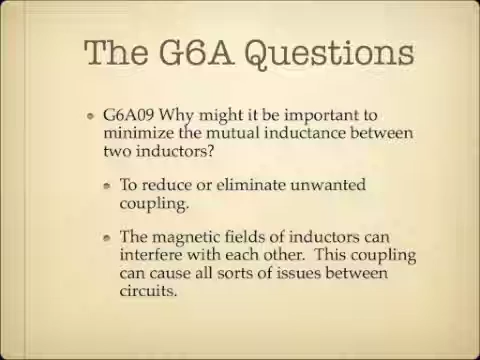 The G6A Questions
G6A09 Why might it be important to
minimize the mutual inductance between
two inductors?
To reduce or eliminate unwanted
coupling.
The magnetic fields of inductors can
interfere with each other.  This coupling
can cause all sorts of issues between
circuits.